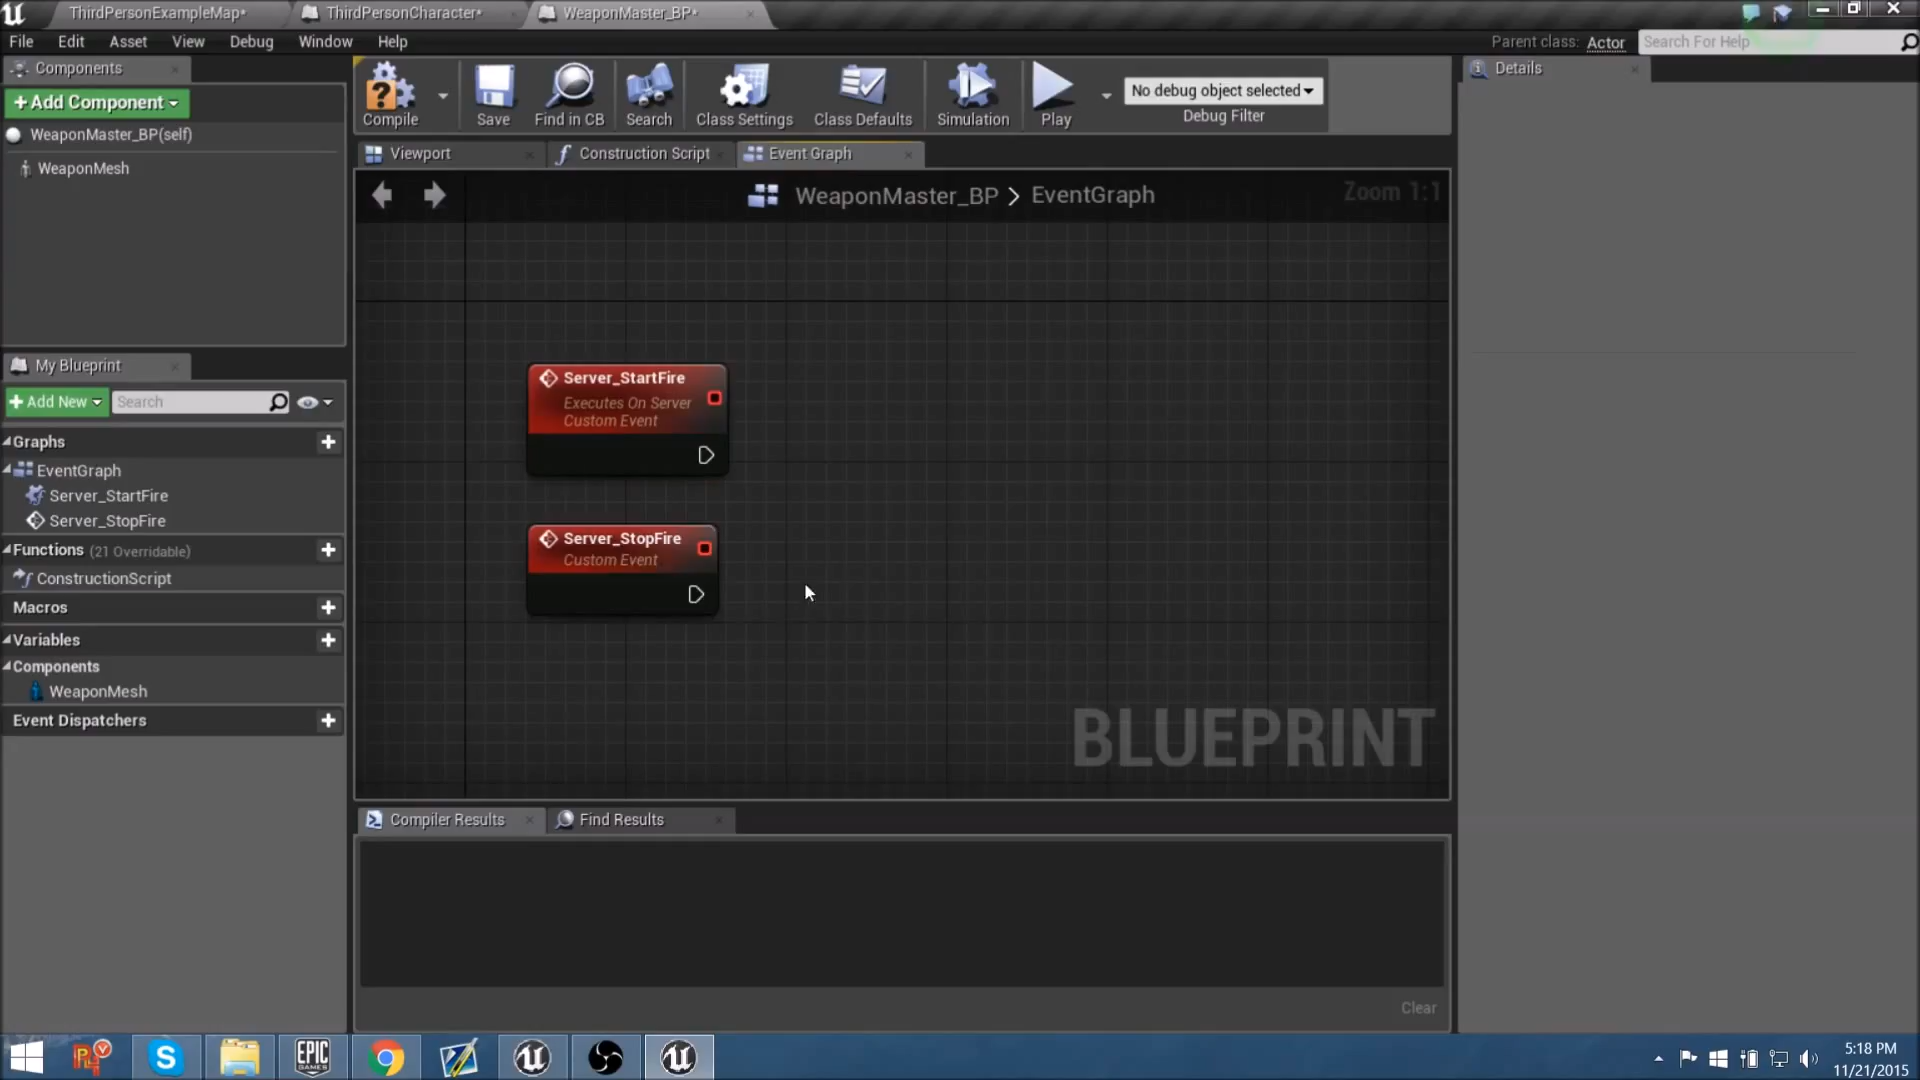 ThirdPersonExampleMap*
ThirdPersonCharacter*
WeaponMaster_BP*
File Edit Asset View Debug Window Help
Parent class: Actor
Search For Help
Components
+Add Component
WeaponMaster_BP(self)
WeaponMesh
Compile
Save
Find in CB
Search
Class Settings
Class Defaults
Simulation
Play
No debug object selected
Debug Filter
Details
Viewport
Construction Script
Event Graph
WeaponMaster_BP > EventGraph
Zoom 1:1
Server_StartFire
Executes On Server
Custom Event
Server_StopFire
Custom Event
BLUEPRINT
My Blueprint
+Add New
Search
Graphs
EventGraph
Server_StartFire
Server_StopFire
Functions (21 Overridable)
ConstructionScript
Macros
Variables
Components
WeaponMesh
Event Dispatchers
Compiler Results
Find Results
Clear
EPIC
GAMES
5:18 PM
11/21/2015